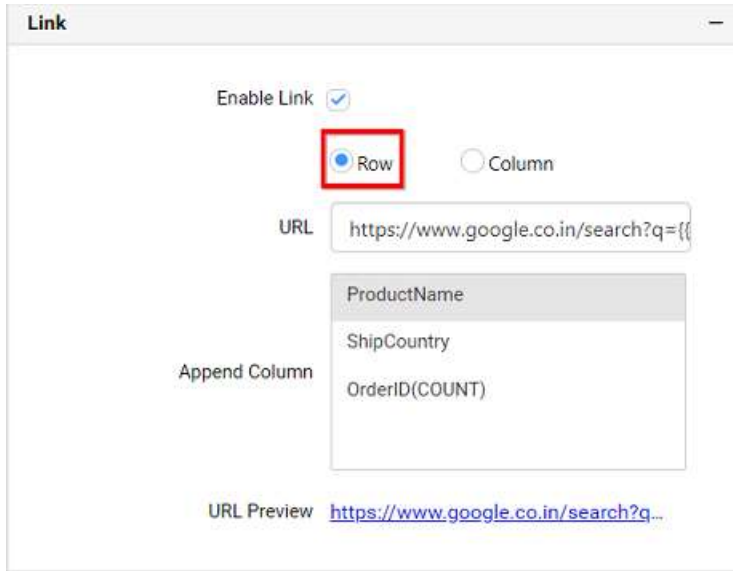 Link
Enable Link
Row Column
URL https://www.google.co.in/search?q={{
ProductName
ShipCountry
Append Column
OrderID(COUNT)
URL Preview https://www.google.co.in/search?q...